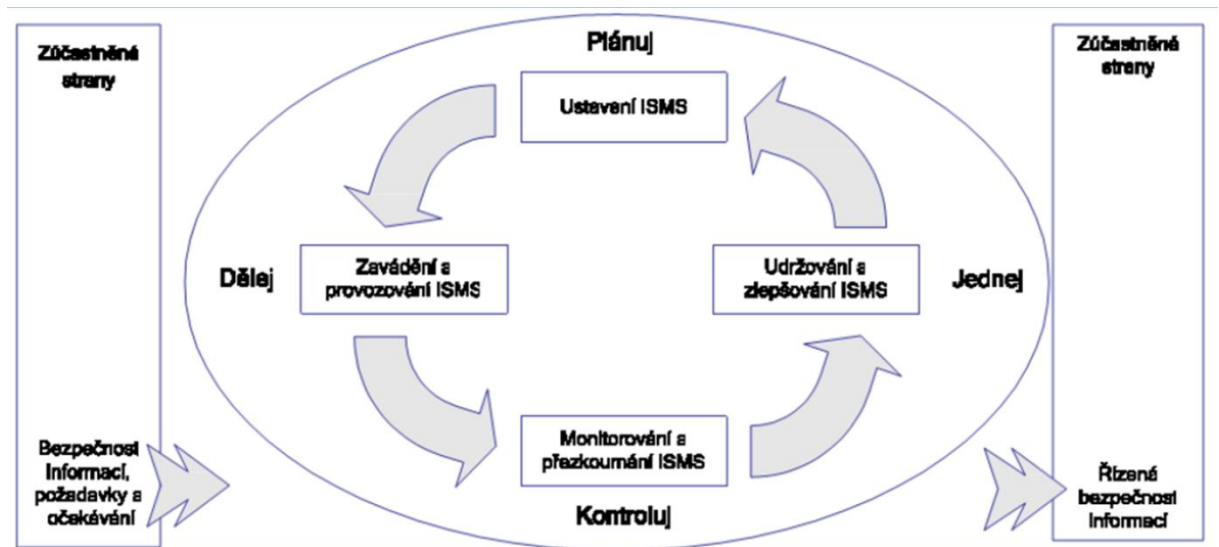 Zúčastněné
strany
Bezpečnost
Informací,
požadavky a
očekávání
Plánuj
Ustavení ISMS
Dělej
Zavádění a
provozování ISMS
Udržování a
zlepšování ISMS
Jednej
Monitorování a
přezkoumání ISMS
Kontroluj
Zúčastněné
strany
Řízená
bezpečnost
Informací